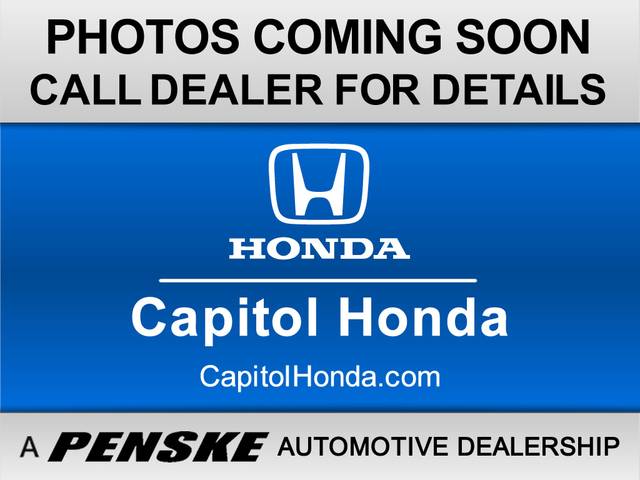 PHOTOS COMING SOON
CALL DEALER FOR DETAILS
HONDA
Capitol Honda
CapitolHonda.com
A PENSKE AUTOMOTIVE DEALERSHIP